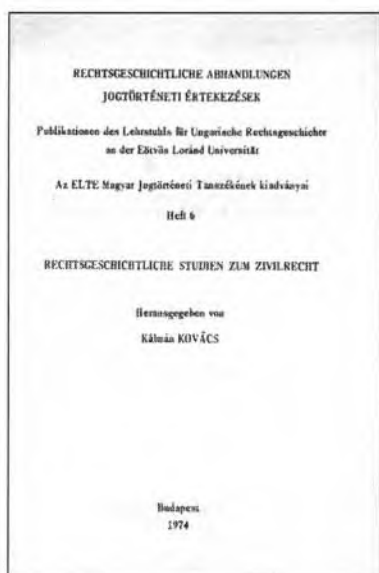 RECHTSGESCHICHTLICHE ABHANDLUNGEN
JOGTÖRTÉNETI ÉRTEKEZÉSEK
Publikationen des Lehrstuhls für Ungarische Rechtsgeschichte
an der Eötvös Loránd Universität
Az ELTE Magyar Jogtörténeti Tanszékének kiadványai
Heft 6
RECHTSGESCHICHTLICHE STUDIEN ZUM ZIVILRECHT
Herausgegeben von
Kálmán KOVÁCS
Budapest
1974